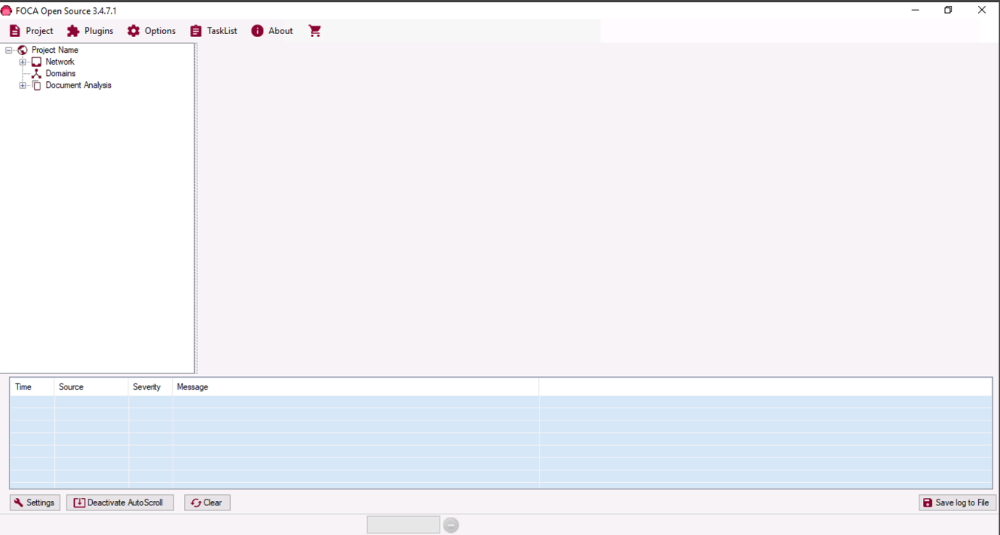 FOCA Open Source 3.4.7.1
Project Plugins Options TaskList About
Project Name
Network
Domains
Document Analysis
Time Source Severity Message
Settings Deactivate AutoScroll Clear Save log to File